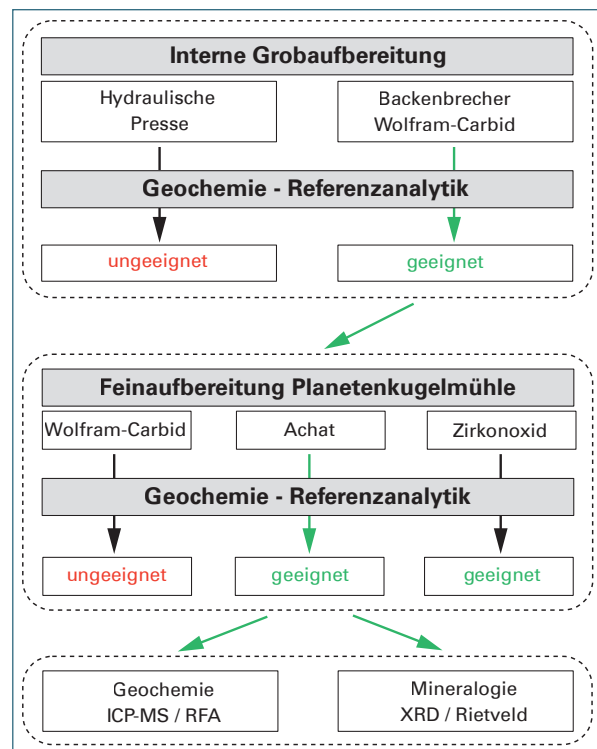 Interne Grobaufbereitung
Hydraulische
Presse
Backenbrecher
Wolfram-Carbid
Geochemie - Referenzanalytik
ungeeignet
geeignet
Feinaufbereitung Planetenkugelmühle
Wolfram-Carbid
Achat
Zirkonoxid
Geochemie - Referenzanalytik
ungeeignet
geeignet
geeignet
Geochemie
ICP-MS / RFA
Mineralogie
XRD / Rietveld